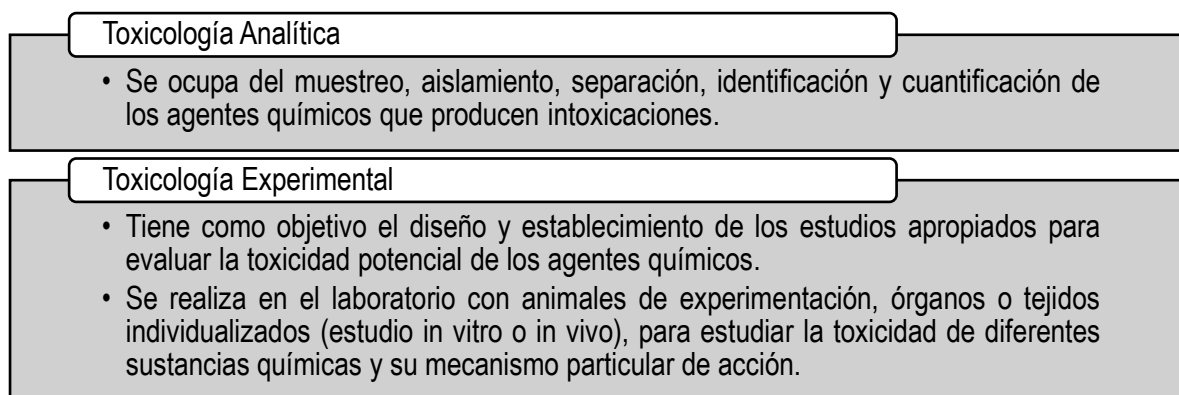 Toxicología Analítica
• Se ocupa del muestreo, aislamiento, separación, identificación y cuantificación de
los agentes químicos que producen intoxicaciones.
Toxicología Experimental
• Tiene como objetivo el diseño y establecimiento de los estudios apropiados para
evaluar la toxicidad potencial de los agentes químicos.
• Se realiza en el laboratorio con animales de experimentación, órganos o tejidos
individualizados (estudio in vitro o in vivo), para estudiar la toxicidad de diferentes
sustancias químicas y su mecanismo particular de acción.